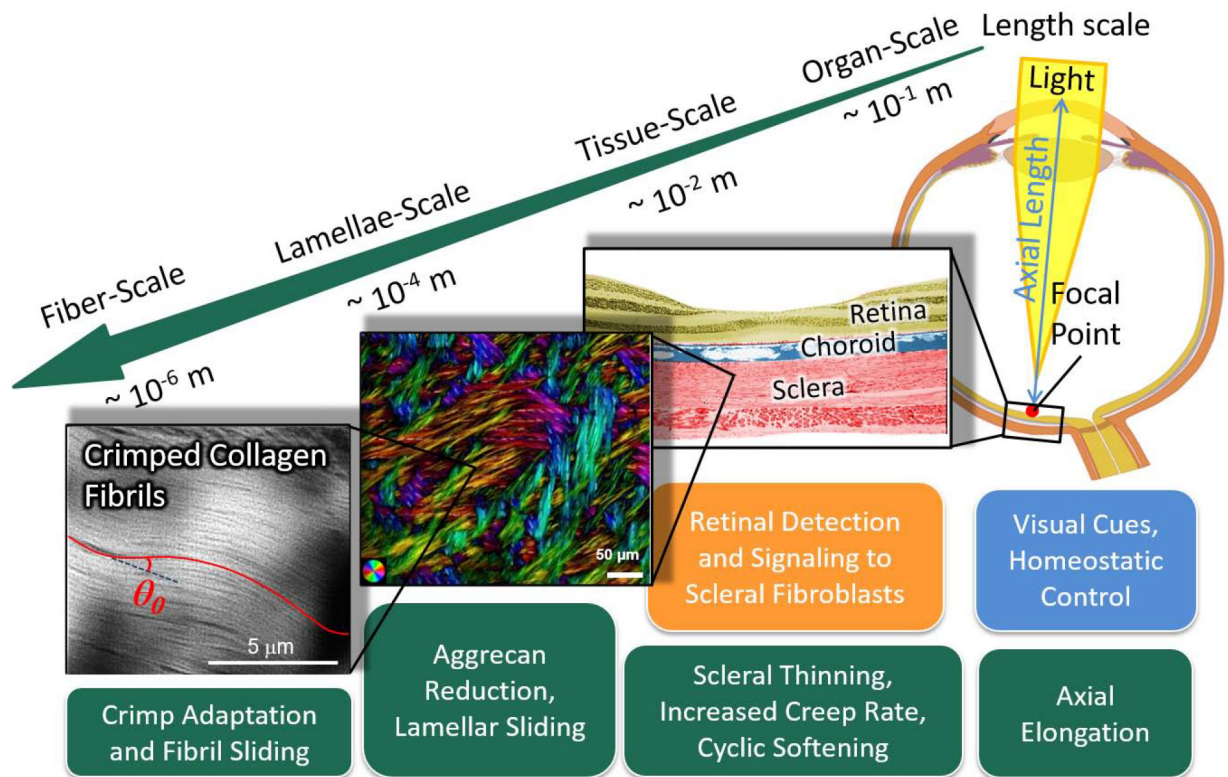 Length scale
Organ-Scale
~ 10⁻¹ m
Tissue-Scale
~ 10⁻² m
Lamellae-Scale
~ 10⁻⁴ m
Fiber-Scale
~ 10⁻⁶ m
Light
Axial Length
Focal
Point
Retina
Choroid
Sclera
50 µm
Crimped Collagen
Fibrils
θ₀
5 µm
Retinal Detection
and Signaling to
Scleral Fibroblasts
Visual Cues,
Homeostatic
Control
Crimp Adaptation
and Fibril Sliding
Aggrecan
Reduction,
Lamellar Sliding
Scleral Thinning,
Increased Creep Rate,
Cyclic Softening
Axial
Elongation